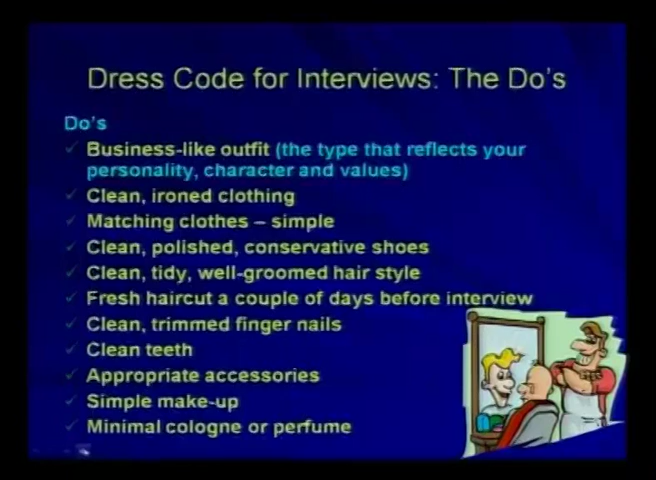 Dress Code for Interviews: The Do's
Do's
Business-like outfit (the type that reflects your
personality, character and values)
Clean, ironed clothing
Matching clothes – simple
Clean, polished, conservative shoes
Clean, tidy, well-groomed hair style
Fresh haircut a couple of days before interview
Clean, trimmed finger nails
Clean teeth
Appropriate accessories
Simple make-up
Minimal cologne or perfume